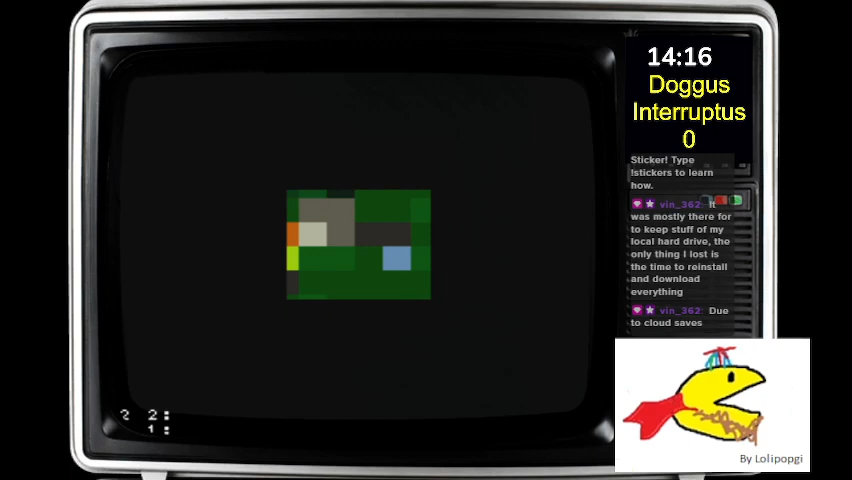 14:16
Doggus
Interruptus
0
Sticker! Type
!stickers to learn
how.
vin_362: It
was mostly there for
to keep stuff of my
local hard drive, the
only thing I lost is
the time to reinstall
and download
everything
vin_362: Due
to cloud saves
2 2:
1:
By Lolipopgi